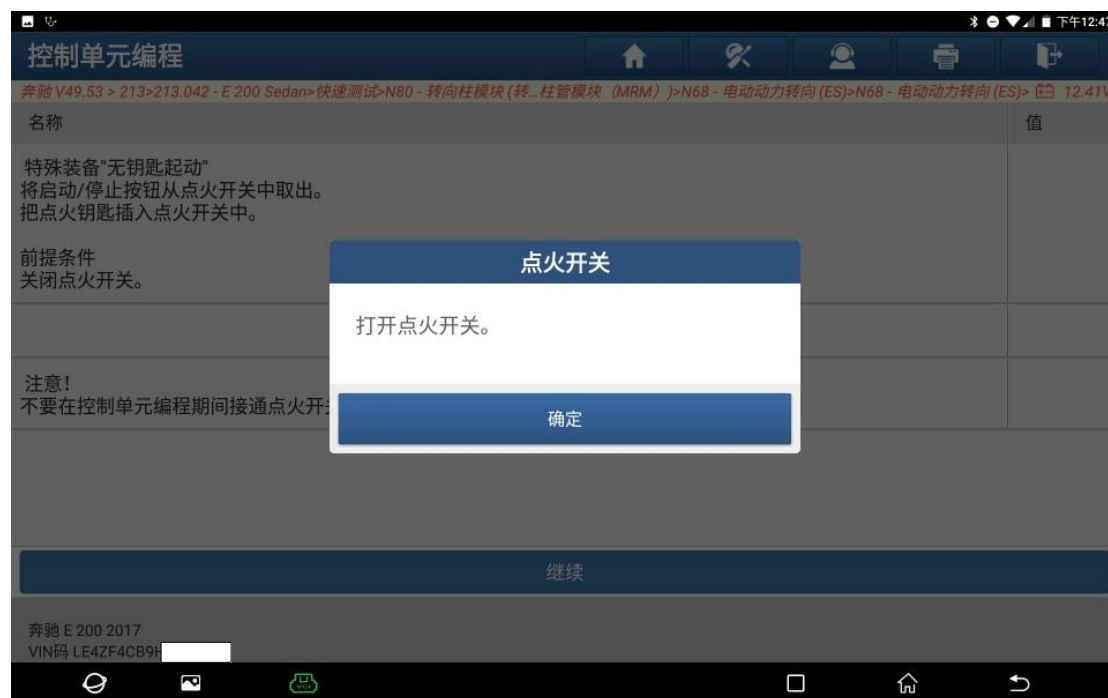 下午12:47
控制单元编程
奔驰 V49.53 > 213>213.042 - E 200 Sedan>快速测试>N80 - 转向柱模块 (转...柱管模块（MRM）)>N68 - 电动动力转向 (ES)>N68 - 电动动力转向 (ES)> 12.41V
名称 值
特殊装备"无钥匙起动"
将启动/停止按钮从点火开关中取出。
把点火钥匙插入点火开关中。
前提条件
关闭点火开关。
点火开关
打开点火开关。
注意！
不要在控制单元编程期间接通点火开
确定
继续
奔驰 E 200 2017
VIN码 LE4ZF4CB9H
VCI